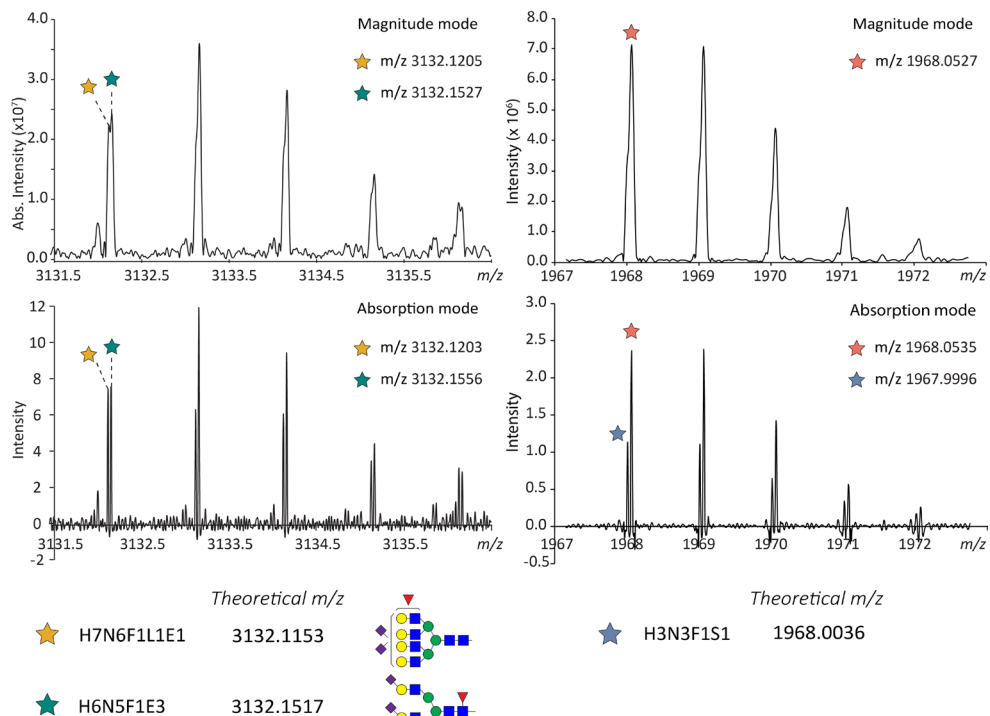 Magnitude mode
m/z 3132.1205
m/z 3132.1527
Abs. Intensity (x10⁷)
4.0
3.0
2.0
1.0
0.0
3131.5 3132.5 3133.5 3134.5 3135.5 m/z
Magnitude mode
m/z 1968.0527
Intensity (x 10⁶)
8.0
7.0
6.0
5.0
4.0
3.0
2.0
1.0
0.0
1967 1968 1969 1970 1971 1972 m/z
Absorption mode
m/z 3132.1203
m/z 3132.1556
Intensity
12
10
8
6
4
2
0
-2
3131.5 3132.5 3133.5 3134.5 3135.5 m/z
Absorption mode
m/z 1968.0535
m/z 1967.9996
Intensity
3.0
2.5
2.0
1.5
1.0
0.5
0.0
-0.5
1967 1968 1969 1970 1971 1972 m/z
Theoretical m/z
H7N6F1L1E1 3132.1153
H6N5F1E3 3132.1517
Theoretical m/z
H3N3F1S1 1968.0036